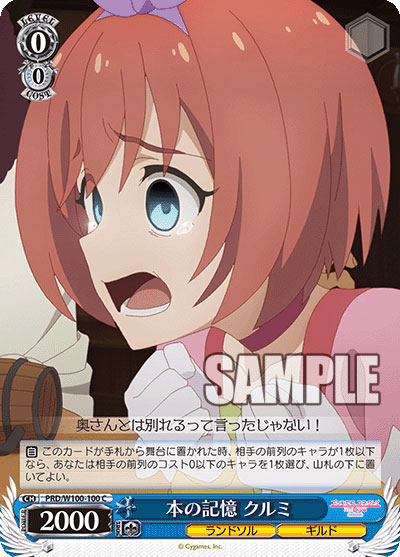 LEVEL
0
0
COST
SAMPLE
奥さんとは別れるって言ったじゃない！
このカードが手札から舞台に置かれた時、相手の前列のキャラが1枚以下
なら、あなたは相手の前列のコスト0以下のキャラを1枚選び、山札の下に置
いてよい。
CH PRD/W100-100 C
POWER
2000
本の記憶 クルミ
ランドソル
ギルド
© Cygames, Inc.